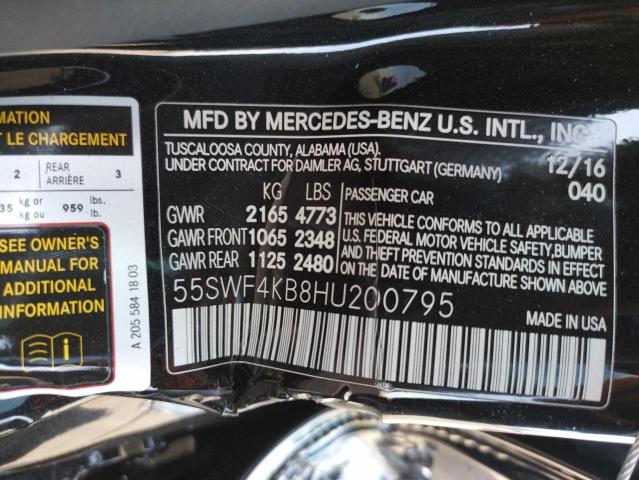 MATION
T LE CHARGEMENT
2 REAR ARRIÈRE 3
35 kg ou 959 lbs. lb.
SEE OWNER'S
MANUAL FOR
ADDITIONAL
INFORMATION
A 205 584 18 03
MFD BY MERCEDES-BENZ U.S. INTL., INC
TUSCALOOSA COUNTY, ALABAMA (USA). 12/16
UNDER CONTRACT FOR DAIMLER AG, STUTTGART (GERMANY) 040
KG LBS PASSENGER CAR
GWR 2165 4773 THIS VEHICLE CONFORMS TO ALL APPLICABLE
GAWR FRONT 1065 2348 U.S. FEDERAL MOTOR VEHICLE SAFETY, BUMPER
GAWR REAR 1125 2480 AND THEFT PREVENTION STANDARDS IN EFFECT
ON THE DATE OF MANUFACTURE SHOWN ABOVE
55SWF4KB8HU200795
MADE IN USA